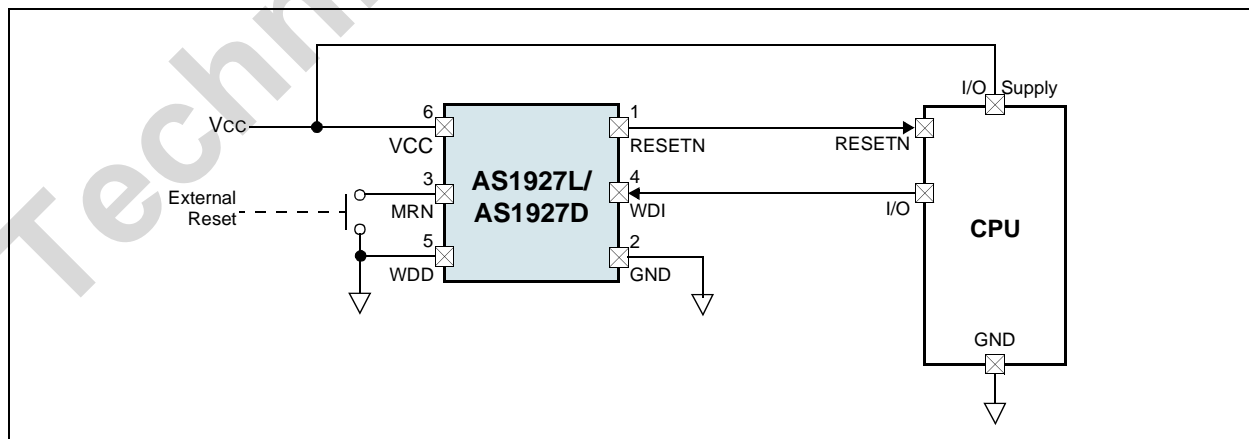 Techn
I/O Supply
VCC
6
VCC
1
RESETN
RESETN
AS1927L/
AS1927D
External
Reset
3
MRN
4
WDI
I/O
CPU
5
WDD
2
GND
GND